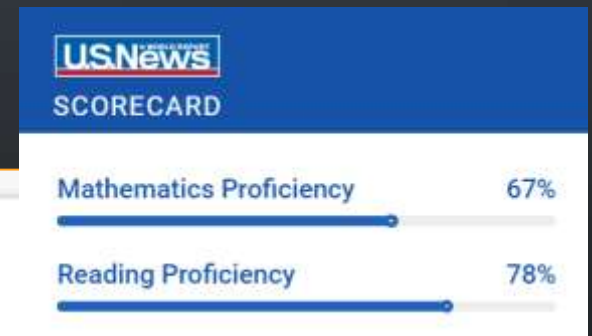 U.S.News
SCORECARD
Mathematics Proficiency 67%
Reading Proficiency 78%